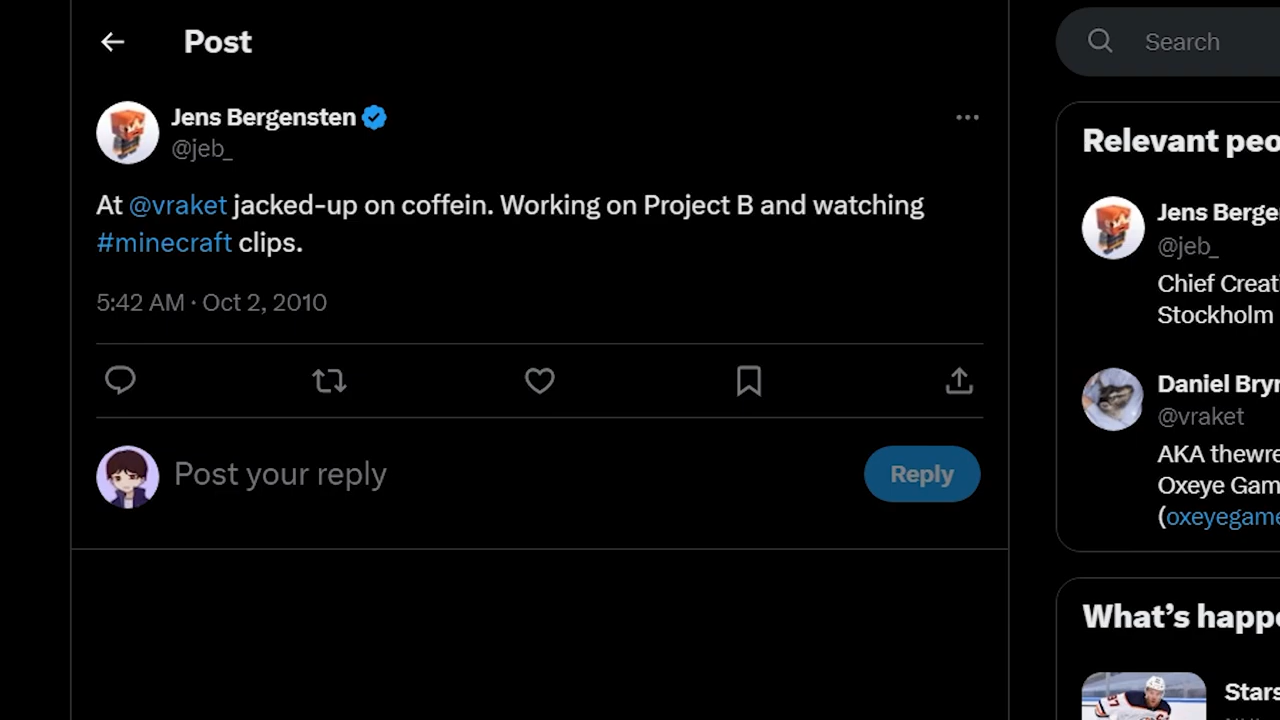 Post
Search
Jens Bergensten
@jeb_
At @vraket jacked-up on coffein. Working on Project B and watching
#minecraft clips.
5:42 AM · Oct 2, 2010
Post your reply
Reply
Relevant peo
Jens Berge
@jeb_
Chief Creati
Stockholm
Daniel Bry
@vraket
AKA thewre
Oxeye Gam
(oxeyegame
What's happe
Stars